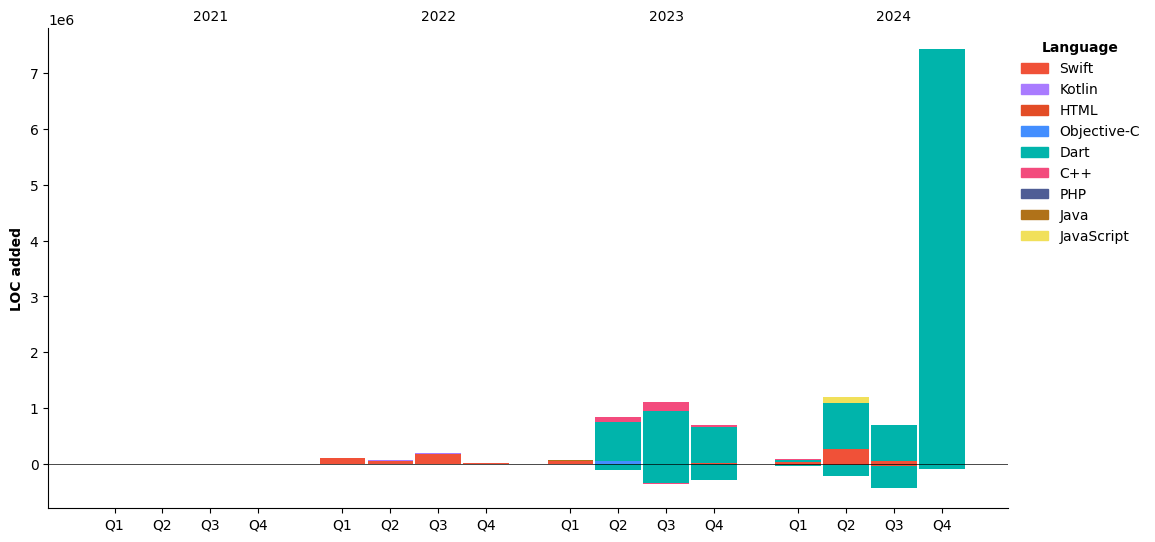 1e6
2021 2022 2023 2024
Language
Swift
Kotlin
HTML
Objective-C
Dart
C++
PHP
Java
JavaScript
LOC added
7
6
5
4
3
2
1
0
Q1 Q2 Q3 Q4 Q1 Q2 Q3 Q4 Q1 Q2 Q3 Q4 Q1 Q2 Q3 Q4